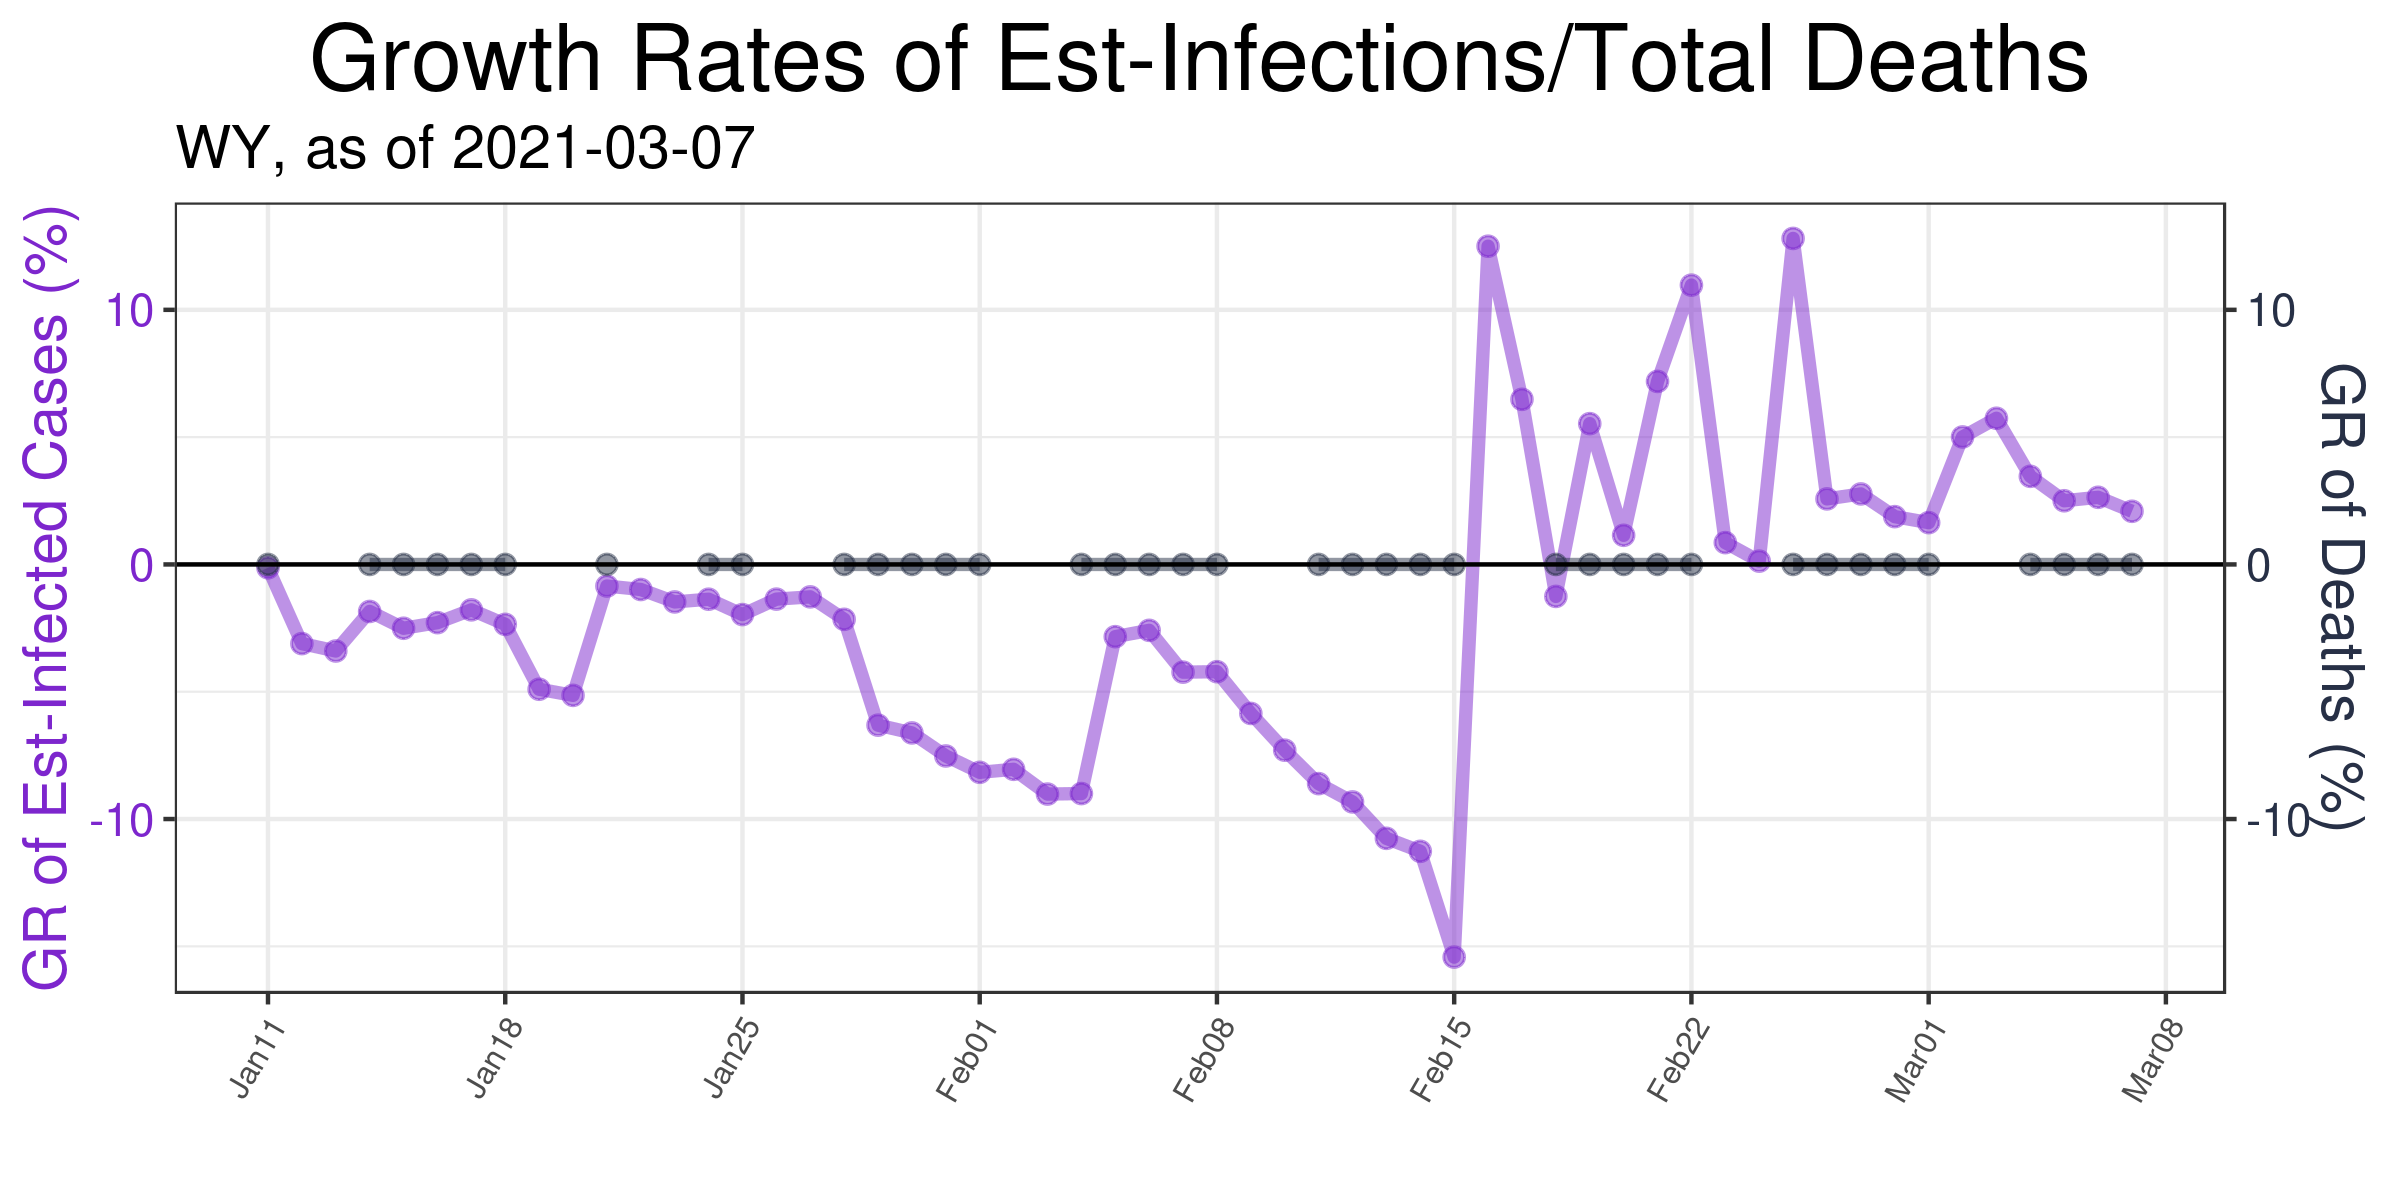 Growth Rates of Est-Infections/Total Deaths
WY, as of 2021-03-07
GR of Est-Infected Cases (%)
10
0
-10
10
0
-10
GR of Deaths (%)
Jan11
Jan18
Jan25
Feb01
Feb08
Feb15
Feb22
Mar01
Mar08